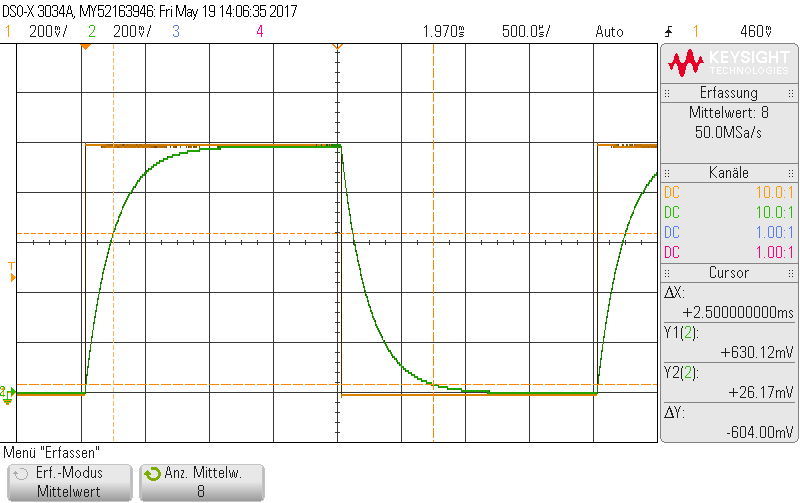 DSO-X 3034A, MY52163946: Fri May 19 14:06:35 2017
1 200♡/ 2 200♡/ 3 4 1.970s 500.0s/ Auto 1 460♡
KEYSIGHT
TECHNOLOGIES
Erfassung
Mittelwert: 8
50.0MSa/s
Kanäle
DC 10.0:1
DC 10.0:1
DC 1.00:1
DC 1.00:1
Cursor
ΔX:
+2.500000000ms
Y1(2):
+630.12mV
Y2(2):
+26.17mV
ΔY:
-604.00mV
T
2
Menü "Erfassen"
Erf.-Modus
Mittelwert
Anz. Mittelw.
8